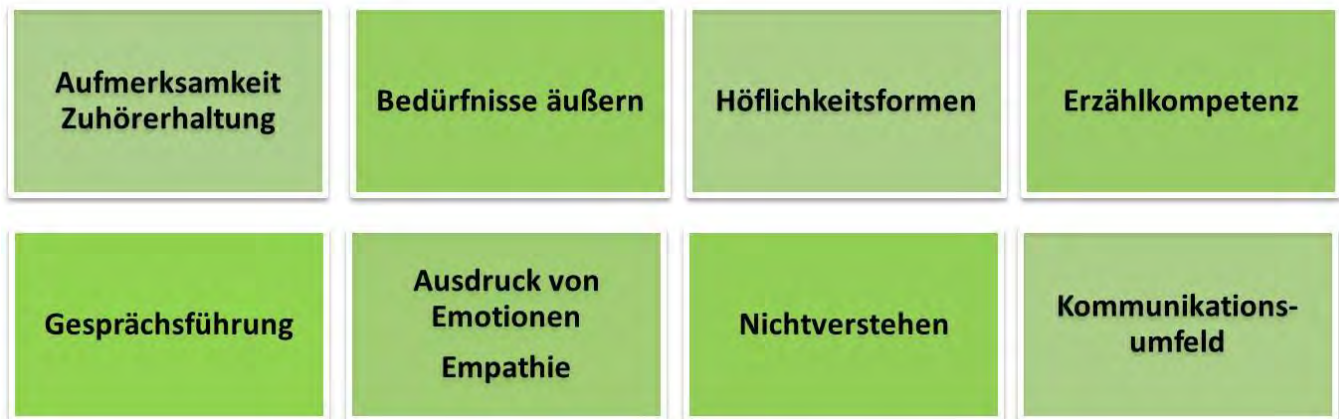 Aufmerksamkeit
Zuhörerhaltung
Bedürfnisse äußern
Höflichkeitsformen
Erzählkompetenz
Gesprächsführung
Ausdruck von
Emotionen
Empathie
Nichtverstehen
Kommunikations-
umfeld